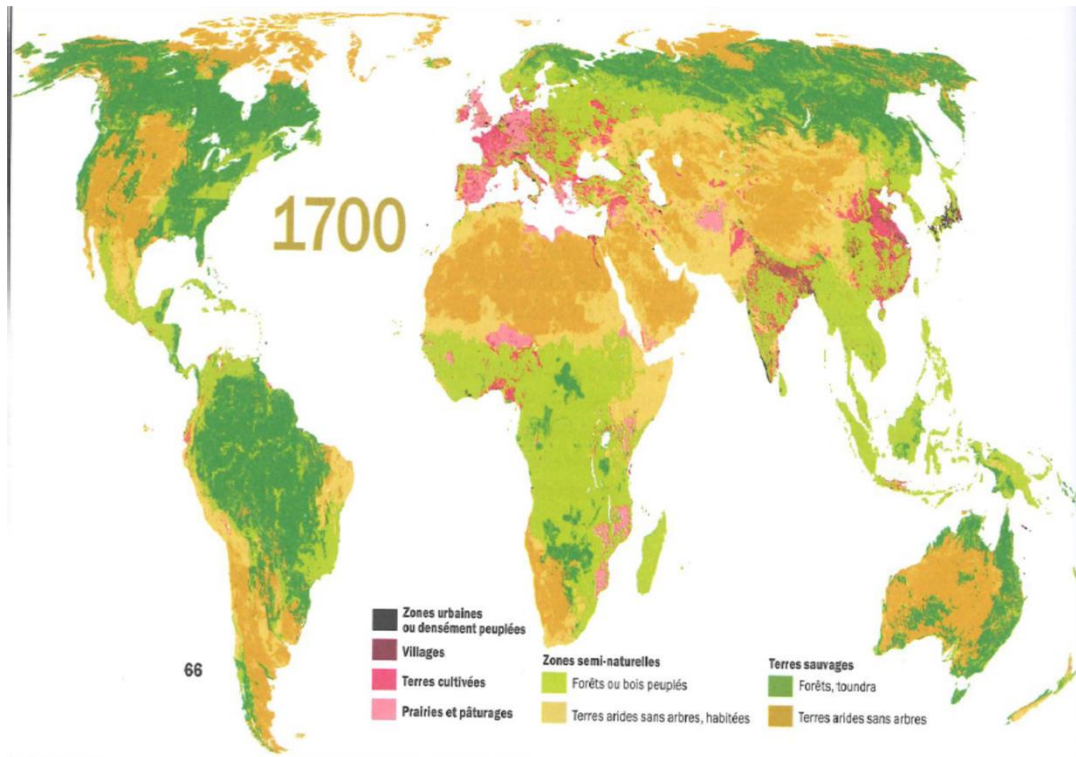 1700
66
Zones urbaines
ou densément peuplées
Villages
Terres cultivées
Prairies et pâturages
Zones semi-naturelles
Forêts ou bois peuplés
Terres arides sans arbres, habitées
Terres sauvages
Forêts, toundra
Terres arides sans arbres